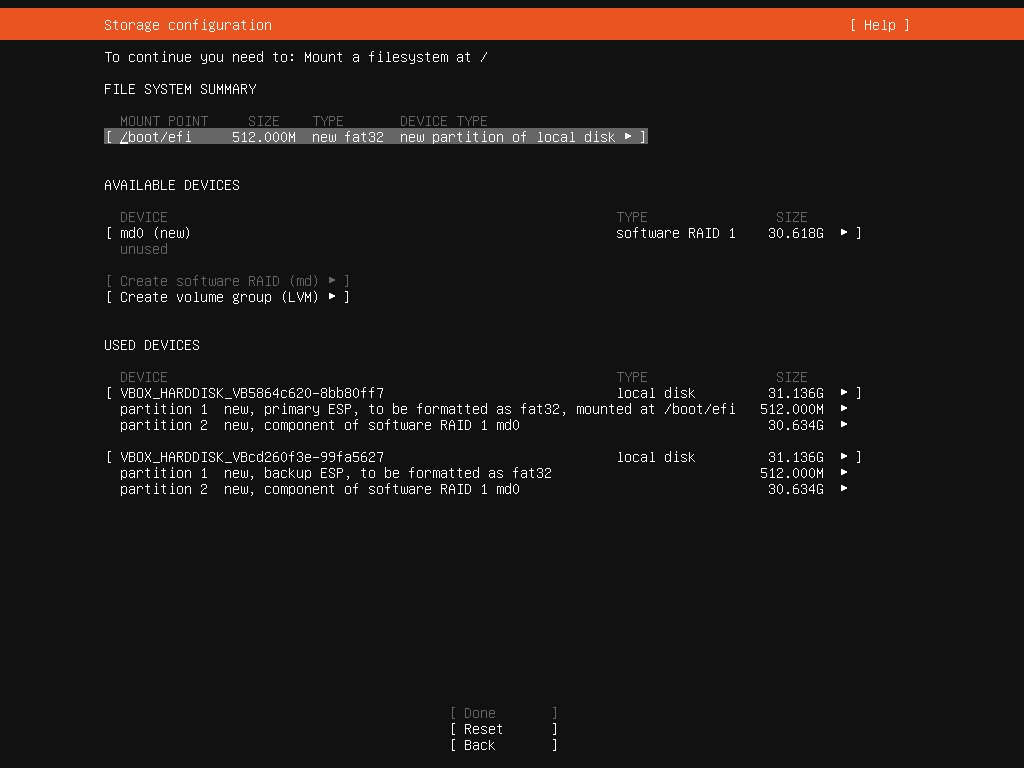 Storage configuration [ Help ]
To continue you need to: Mount a filesystem at /
FILE SYSTEM SUMMARY
MOUNT POINT SIZE TYPE DEVICE TYPE
[ /boot/efi 512.000M new fat32 new partition of local disk ▸ ]
AVAILABLE DEVICES
DEVICE TYPE SIZE
[ md0 (new) software RAID 1 30.618G ▸ ]
unused
[ Create software RAID (md) ▸ ]
[ Create volume group (LVM) ▸ ]
USED DEVICES
DEVICE TYPE SIZE
[ VBOX_HARDDISK_VB5864c620-8bb80ff7 local disk 31.136G ▸ ]
partition 1 new, primary ESP, to be formatted as fat32, mounted at /boot/efi 512.000M ▸
partition 2 new, component of software RAID 1 md0 30.634G ▸
[ VBOX_HARDDISK_VBcd260f3e-99fa5627 local disk 31.136G ▸ ]
partition 1 new, backup ESP, to be formatted as fat32 512.000M ▸
partition 2 new, component of software RAID 1 md0 30.634G ▸
[ Done ]
[ Reset ]
[ Back ]